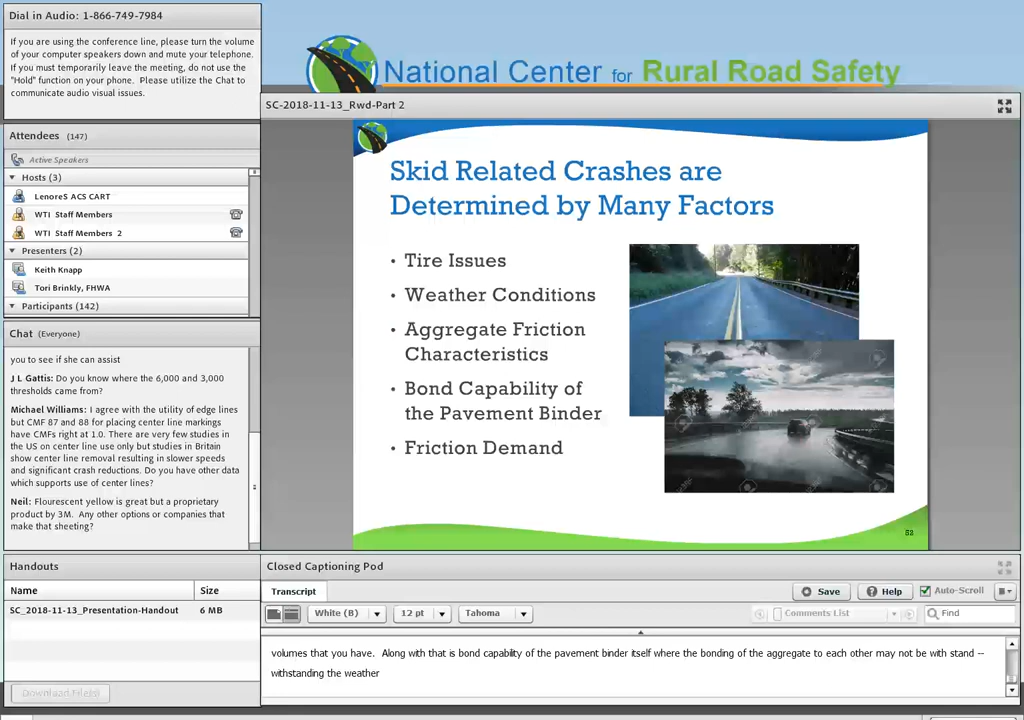 Dial in Audio: 1-866-749-7984
If you are using the conference line, please turn the volume
of your computer speakers down and mute your telephone.
If you must temporarily leave the meeting, do not use the
"Hold" function on your phone. Please utilize the Chat to
communicate audio visual issues.
National Center for Rural Road Safety
SC-2018-11-13_Rwd-Part 2
Attendees (147)
Active Speakers
Hosts (3)
LenoreS ACS CART
WTI Staff Members
WTI Staff Members 2
Presenters (2)
Keith Knapp
Tori Brinkly, FHWA
Participants (142)
Skid Related Crashes are
Determined by Many Factors
• Tire Issues
• Weather Conditions
• Aggregate Friction
Characteristics
• Bond Capability of
the Pavement Binder
• Friction Demand
52
Chat (Everyone)
you to see if she can assist
J L Gattis: Do you know where the 6,000 and 3,000
thresholds came from?
Michael Williams: I agree with the utility of edge lines
but CMF 87 and 88 for placing center line markings
have CMFs right at 1.0. There are very few studies in
the US on center line use only but studies in Britain
show center line removal resulting in slower speeds
and significant crash reductions. Do you have other data
which supports use of center lines?
Neil: Flourescent yellow is great but a proprietary
product by 3M. Any other options or companies that
make that sheeting?
Handouts
Name Size
SC_2018-11-13_Presentation-Handout 6 MB
Download File(s)
Closed Captioning Pod
Transcript
Save
Help
Auto-Scroll
White (B)
12 pt
Tahoma
Comments List
Find
volumes that you have. Along with that is bond capability of the pavement binder itself where the bonding of the aggregate to each other may not be with stand --
withstanding the weather